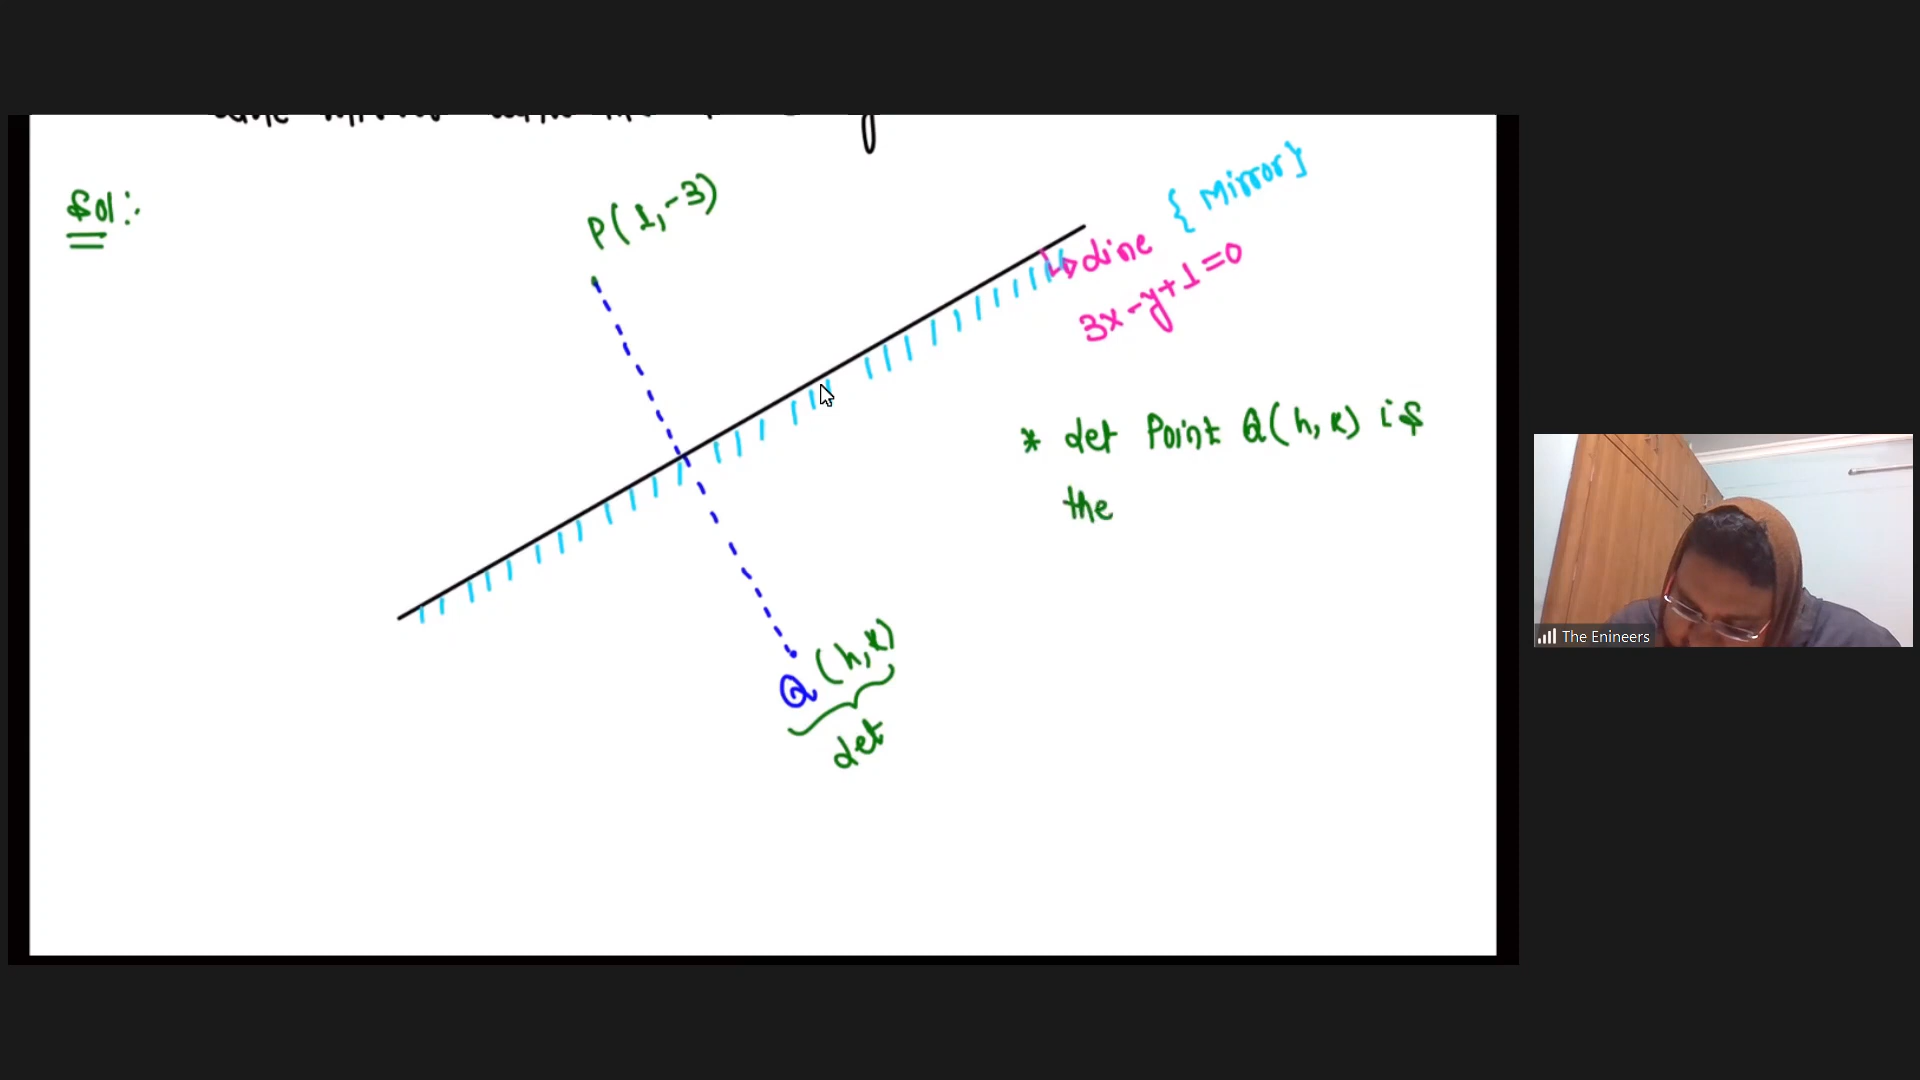 Sol:
P(1,-3)
{Mirror}
Line
3x-y+1=0
* Let Point Q(h,k) is
the
Q (h,k)
Let
The Enineers